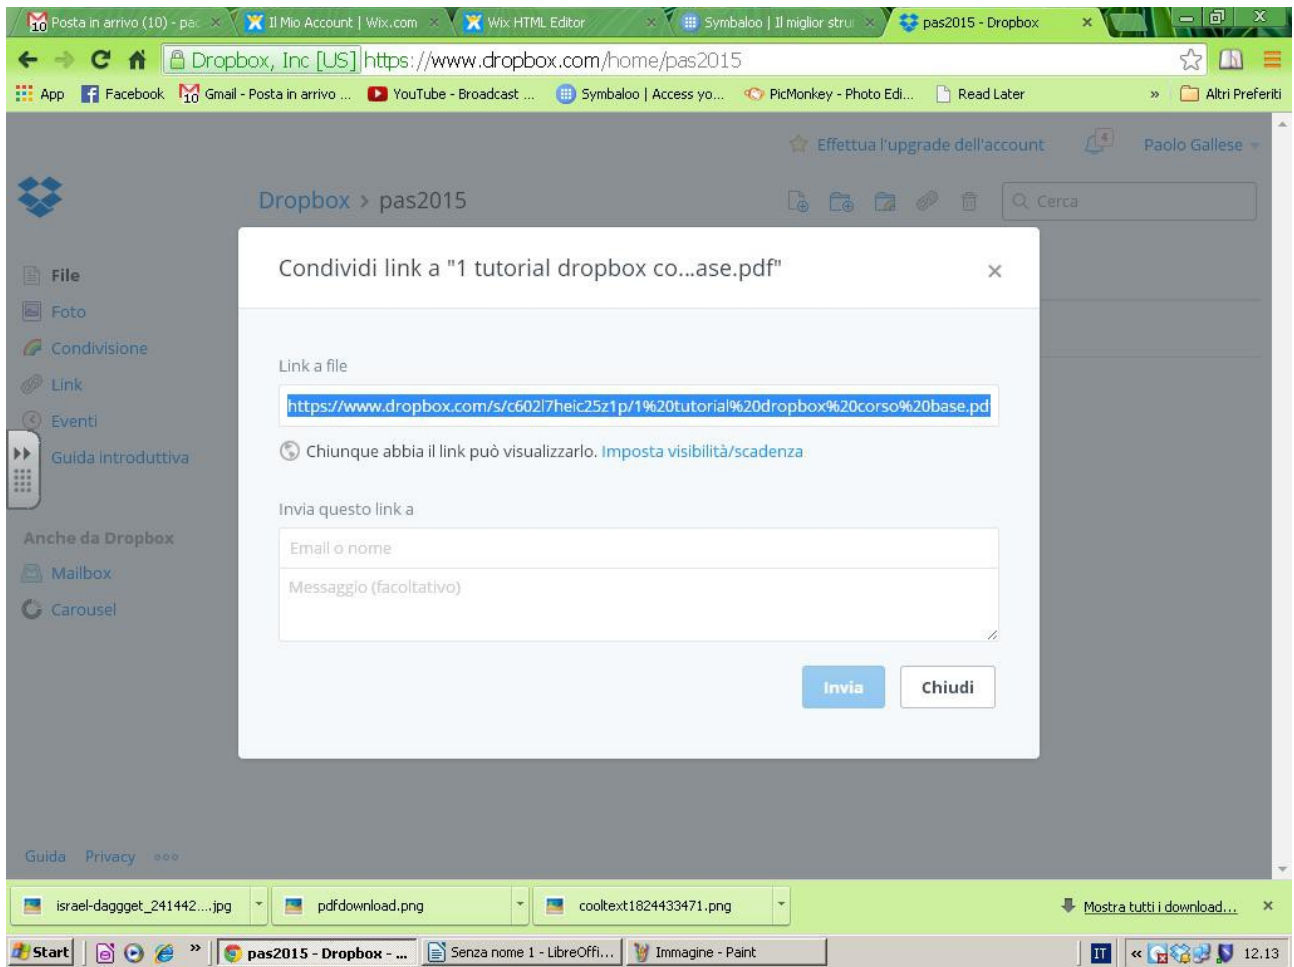 Posta in arrivo (10) - pac
Il Mio Account | Wix.com
Wix HTML Editor
Symbaloo | Il miglior stru
pas2015 - Dropbox
Dropbox, Inc [US] https://www.dropbox.com/home/pas2015
App Facebook Gmail - Posta in arrivo ... YouTube - Broadcast ... Symbaloo | Access yo... PicMonkey - Photo Edi... Read Later » Altri Preferiti
Effettua l'upgrade dell'account 4 Paolo Gallese
Dropbox > pas2015
Cerca
Condividi link a "1 tutorial dropbox co...ase.pdf"
File
Foto
Condivisione
Link
Eventi
Guida introduttiva
Anche da Dropbox
Mailbox
Carousel
Link a file
https://www.dropbox.com/s/c602l7heic25z1p/1%20tutorial%20dropbox%20corso%20base.pd
Chiunque abbia il link può visualizzarlo. Imposta visibilità/scadenza
Invia questo link a
Email o nome
Messaggio (facoltativo)
Invia Chiudi
Guida Privacy
israel-daggget_241442....jpg pdfdownload.png cooltext1824433471.png Mostra tutti i download...
Start » pas2015 - Dropbox - ... Senza nome 1 - LibreOffi... Immagine - Paint IT « 12.13